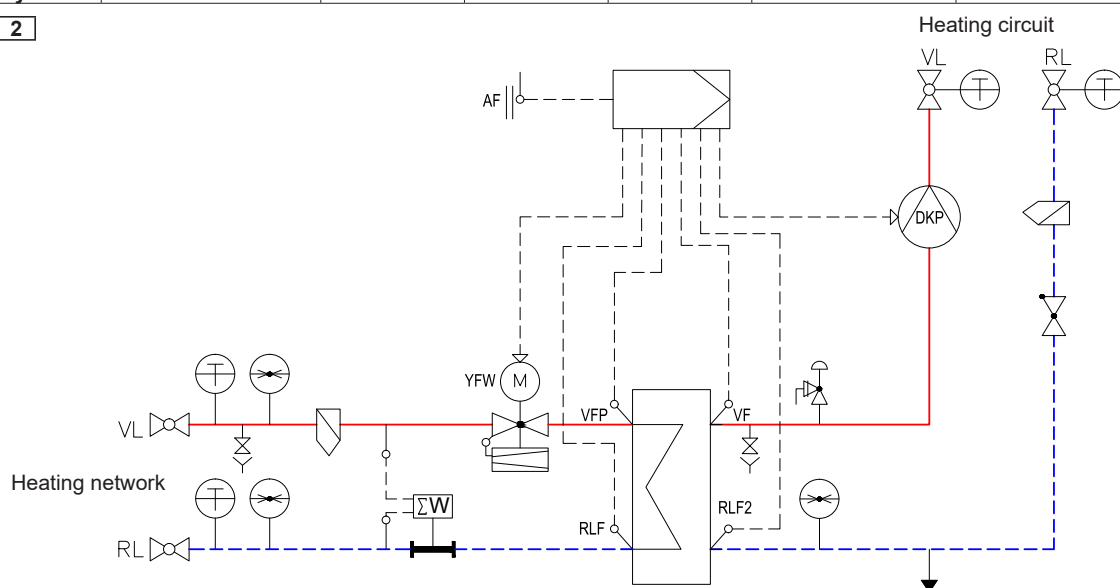 2
Heating circuit
VL
RL
T
T
AF
DKP
YFW
M
T
VFP
VF
VL
Heating network
T
ΣW
RLF
RLF2
RL